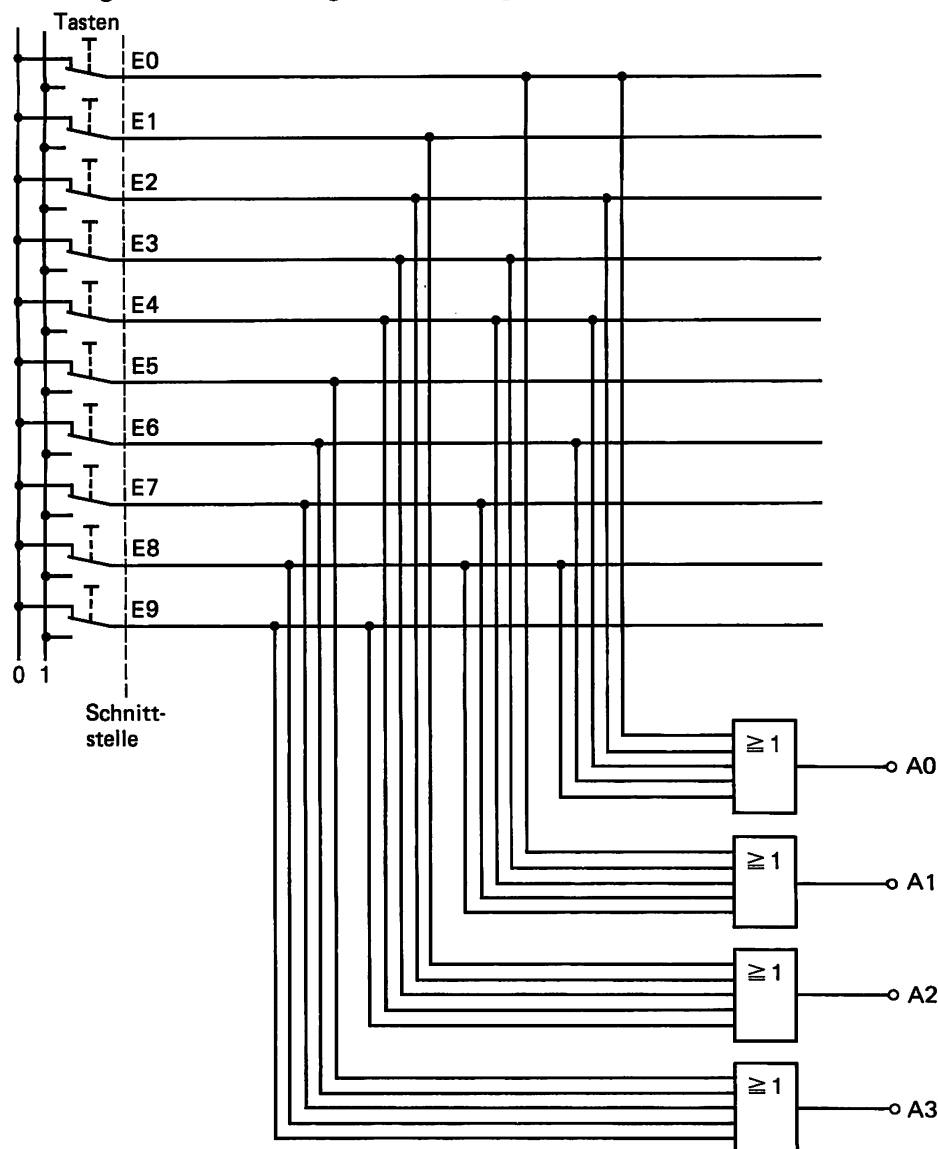 Tasten
E0
E1
E2
E3
E4
E5
E6
E7
E8
E9
0 1
Schnitt-
stelle
≧ 1
A0
≧ 1
A1
≧ 1
A2
≧ 1
A3